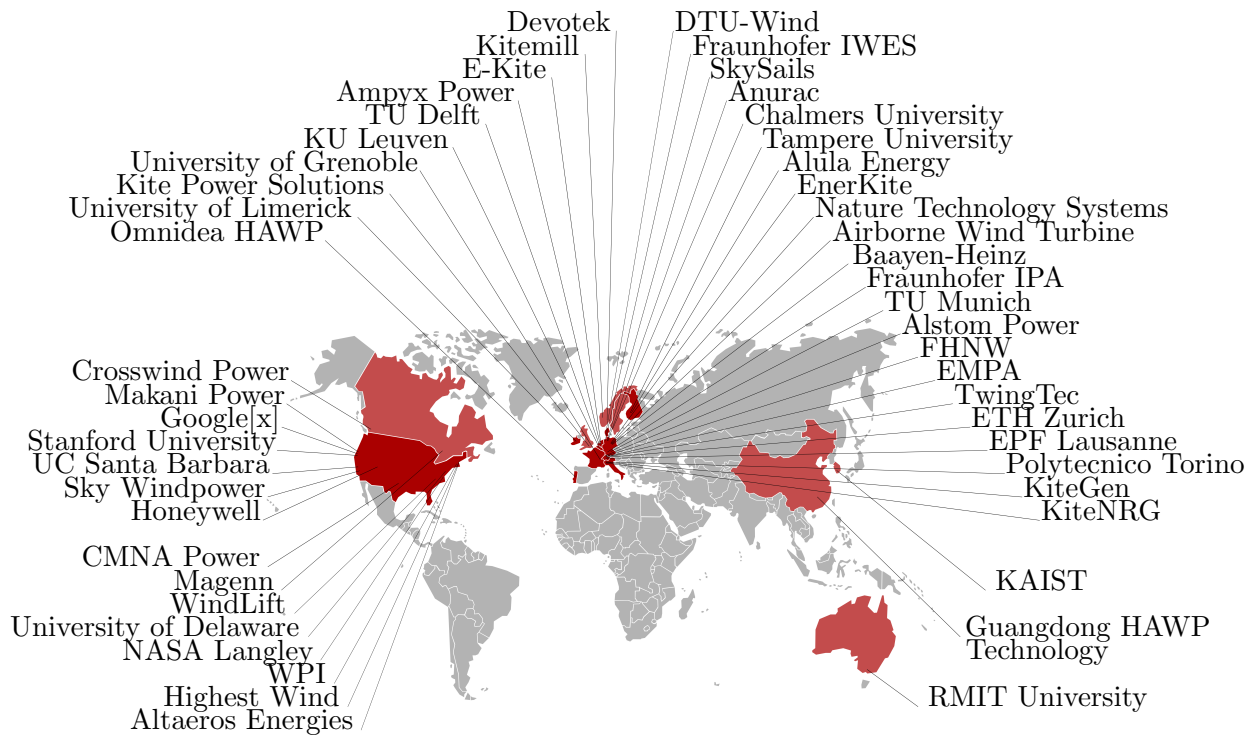 Devotek
Kitemill
E-Kite
Ampyx Power
TU Delft
KU Leuven
University of Grenoble
Kite Power Solutions
University of Limerick
Omnidea HAWP
DTU-Wind
Fraunhofer IWES
SkySails
Anurac
Chalmers University
Tampere University
Alula Energy
EnerKite
Nature Technology Systems
Airborne Wind Turbine
Baayen-Heinz
Fraunhofer IPA
TU Munich
Alstom Power
FHNW
EMPA
TwingTec
ETH Zurich
EPF Lausanne
Polytecnico Torino
KiteGen
KiteNRG
Crosswind Power
Makani Power
Google[x]
Stanford University
UC Santa Barbara
Sky Windpower
Honeywell
CMNA Power
Magenn
WindLift
University of Delaware
NASA Langley
WPI
Highest Wind
Altaeros Energies
KAIST
Guangdong HAWP
Technology
RMIT University